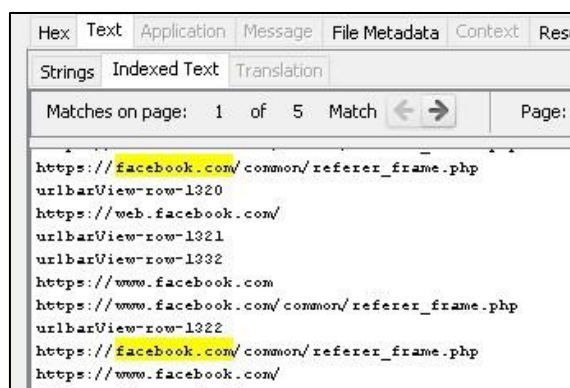 Hex Text Application Message File Metadata Context Res
Strings Indexed Text Translation
Matches on page: 1 of 5 Match Page:
https://facebook.com/common/referer_frame.php
urlbarView-row-1320
https://web.facebook.com/
urlbarView-row-1321
urlbarView-row-1332
https://www.facebook.com
https://www.facebook.com/common/referer_frame.php
urlbarView-row-1322
https://facebook.com/common/referer_frame.php
https://www.facebook.com/